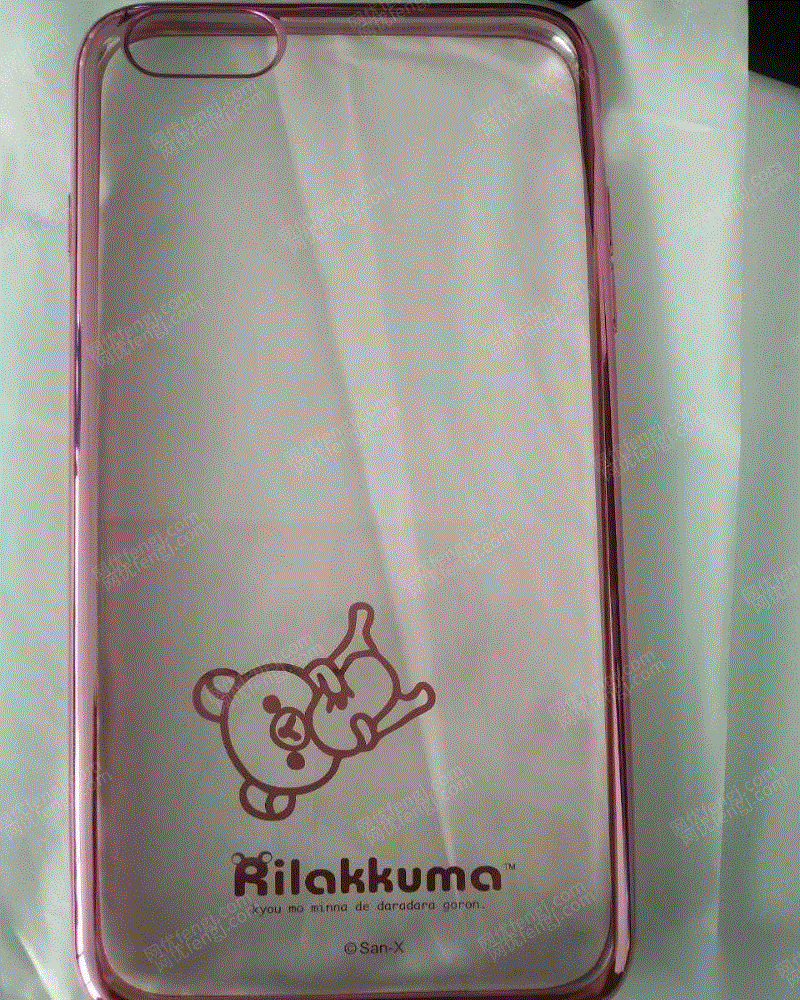 Rilakkuma™
kyou mo minna de daradara goron.
©San-X